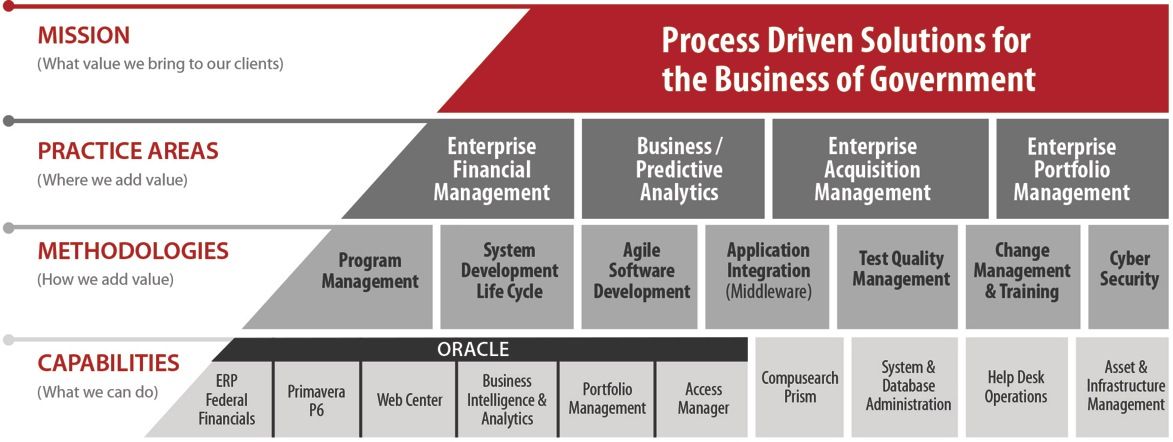 MISSION
(What value we bring to our clients)
Process Driven Solutions for
the Business of Government
PRACTICE AREAS
(Where we add value)
Enterprise
Financial
Management
Business /
Predictive
Analytics
Enterprise
Acquisition
Management
Enterprise
Portfolio
Management
METHODOLOGIES
(How we add value)
Program
Management
System
Development
Life Cycle
Agile
Software
Development
Application
Integration
(Middleware)
Test Quality
Management
Change
Management
& Training
Cyber
Security
CAPABILITIES
(What we can do)
ORACLE
ERP
Federal
Financials
Primavera
P6
Web Center
Business
Intelligence &
Analytics
Portfolio
Management
Access
Manager
Compusearch
Prism
System &
Database
Administration
Help Desk
Operations
Asset &
Infrastructure
Management